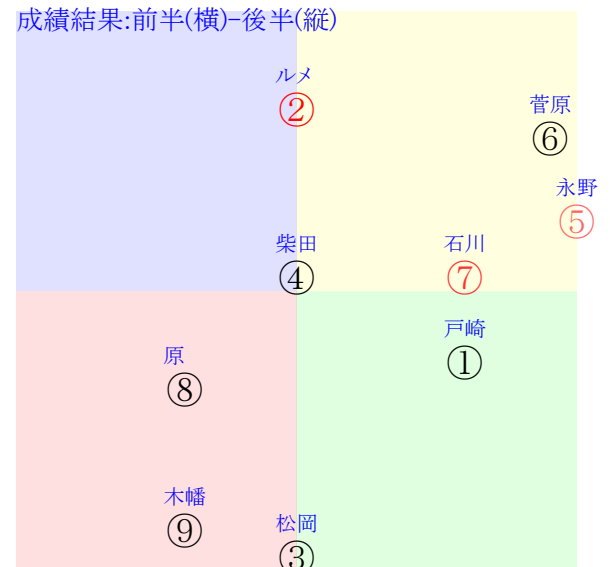 成績結果:前半(横)-後半(縦)
ルメ
②
菅原
⑥
永野
⑤
柴田
④
石川
⑦
戸崎
①
原
⑧
木幡
⑨
松岡
③